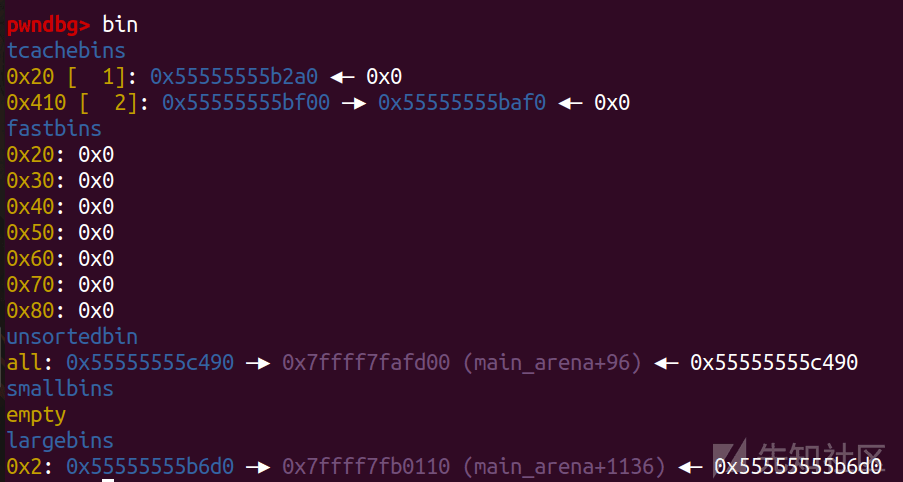 pwndbg> bin
tcachebins
0x20 [  1]: 0x55555555b2a0 ◂— 0x0
0x410 [  2]: 0x55555555bf00 —▸ 0x55555555baf0 ◂— 0x0
fastbins
0x20: 0x0
0x30: 0x0
0x40: 0x0
0x50: 0x0
0x60: 0x0
0x70: 0x0
0x80: 0x0
unsortedbin
all: 0x55555555c490 —▸ 0x7ffff7fafd00 (main_arena+96) ◂— 0x55555555c490
smallbins
empty
largebins
0x2: 0x55555555b6d0 —▸ 0x7ffff7fb0110 (main_arena+1136) ◂— 0x55555555b6d0
先知社区